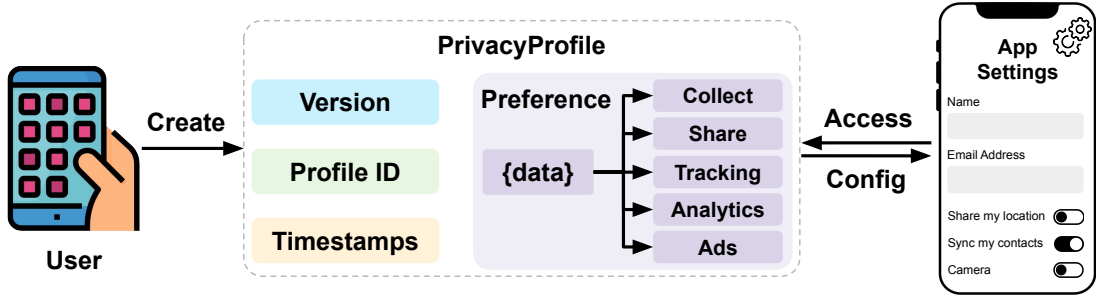 User
Create
PrivacyProfile
Version
Profile ID
Timestamps
Preference
{data}
Collect
Share
Tracking
Analytics
Ads
Access
Config
App
Settings
Name
Email Address
Share my location
Sync my contacts
Camera